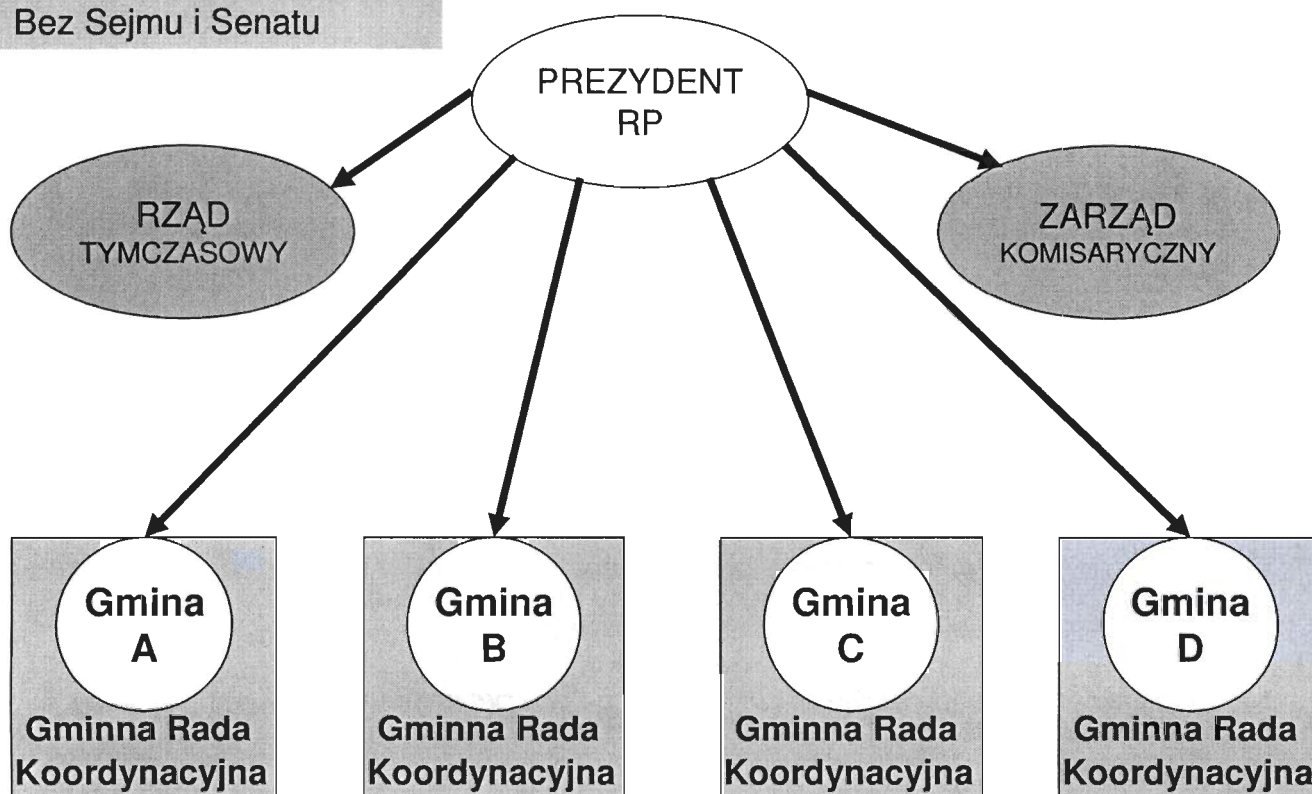 Bez Sejmu i Senatu
PREZYDENT
RP
RZĄD
TYMCZASOWY
ZARZĄD
KOMISARYCZNY
Gmina
A
Gminna Rada
Koordynacyjna
Gmina
B
Gminna Rada
Koordynacyjna
Gmina
C
Gminna Rada
Koordynacyjna
Gmina
D
Gminna Rada
Koordynacyjna